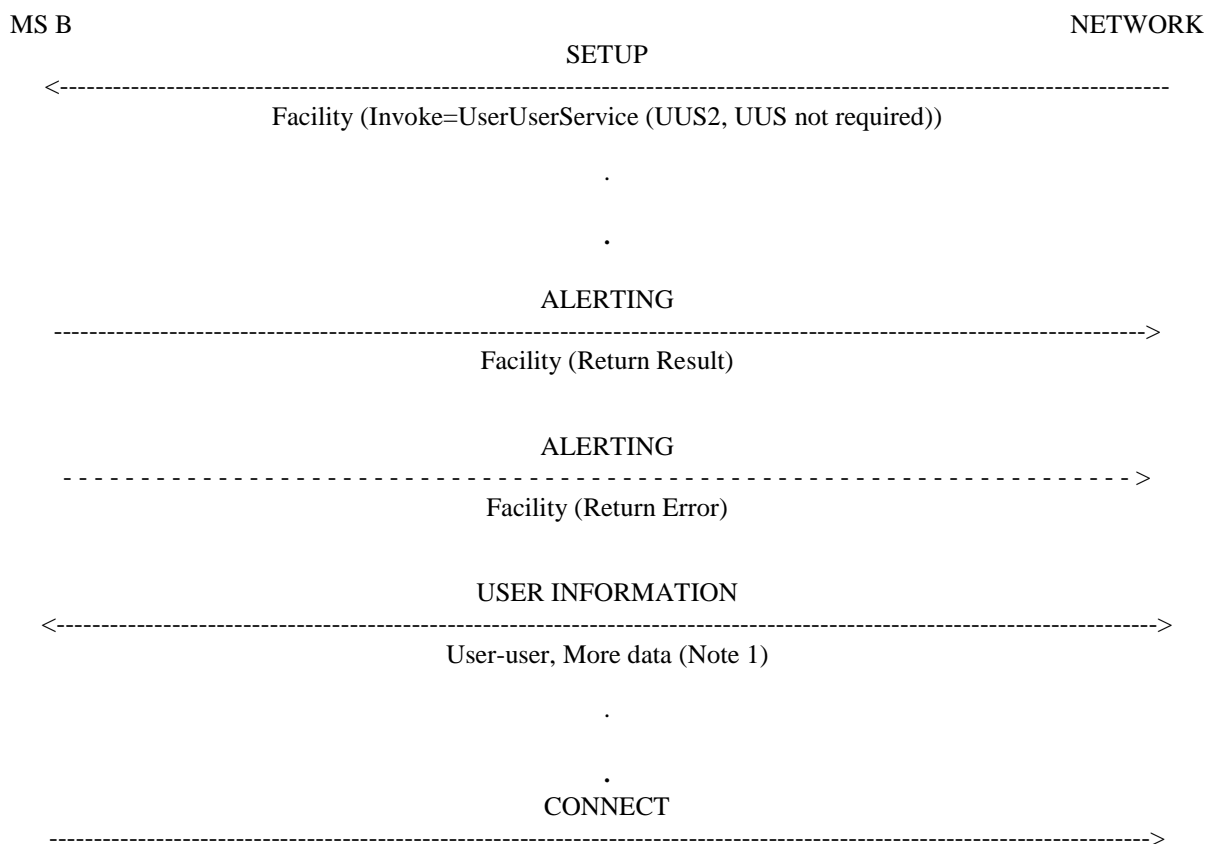 MS B NETWORK
SETUP
<------------------------------------------------------------------------------------------------------------------------------
Facility (Invoke=UserUserService (UUS2, UUS not required))
.
.
ALERTING
---------------------------------------------------------------------------------------------------------------------------->
Facility (Return Result)
ALERTING
- - - - - - - - - - - - - - - - - - - - - - - - - - - - - - - - - - - - - - - - - - - - - - - - - - - - - - - - - - - - - - - - - - - - - >
Facility (Return Error)
USER INFORMATION
<----------------------------------------------------------------------------------------------------------------------------->
User-user, More data (Note 1)
.
.
CONNECT
----------------------------------------------------------------------------------------------------------------------------->